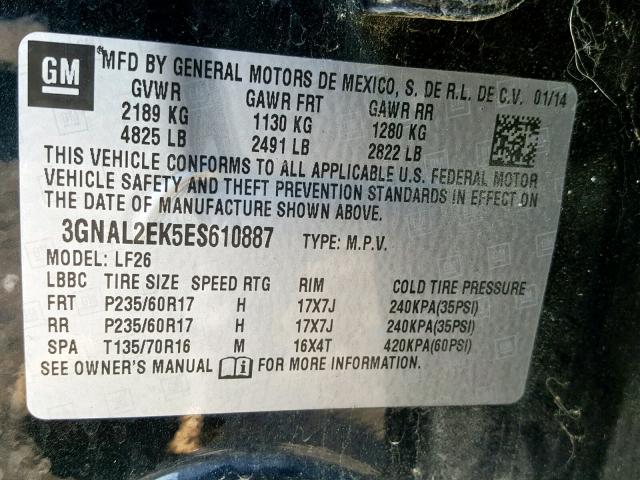 GM
MFD BY GENERAL MOTORS DE MEXICO, S. DE R.L. DE C.V. 01/14
GVWR GAWR FRT GAWR RR
2189 KG 1130 KG 1280 KG
4825 LB 2491 LB 2822 LB
THIS VEHICLE CONFORMS TO ALL APPLICABLE U.S. FEDERAL MOTOR
VEHICLE SAFETY AND THEFT PREVENTION STANDARDS IN EFFECT ON
THE DATE OF MANUFACTURE SHOWN ABOVE.
3GNAL2EK5ES610887 TYPE: M.P.V.
MODEL: LF26
LBBC TIRE SIZE SPEED RTG RIM COLD TIRE PRESSURE
FRT P235/60R17 H 17X7J 240KPA(35PSI)
RR P235/60R17 H 17X7J 240KPA(35PSI)
SPA T135/70R16 M 16X4T 420KPA(60PSI)
SEE OWNER'S MANUAL i FOR MORE INFORMATION.